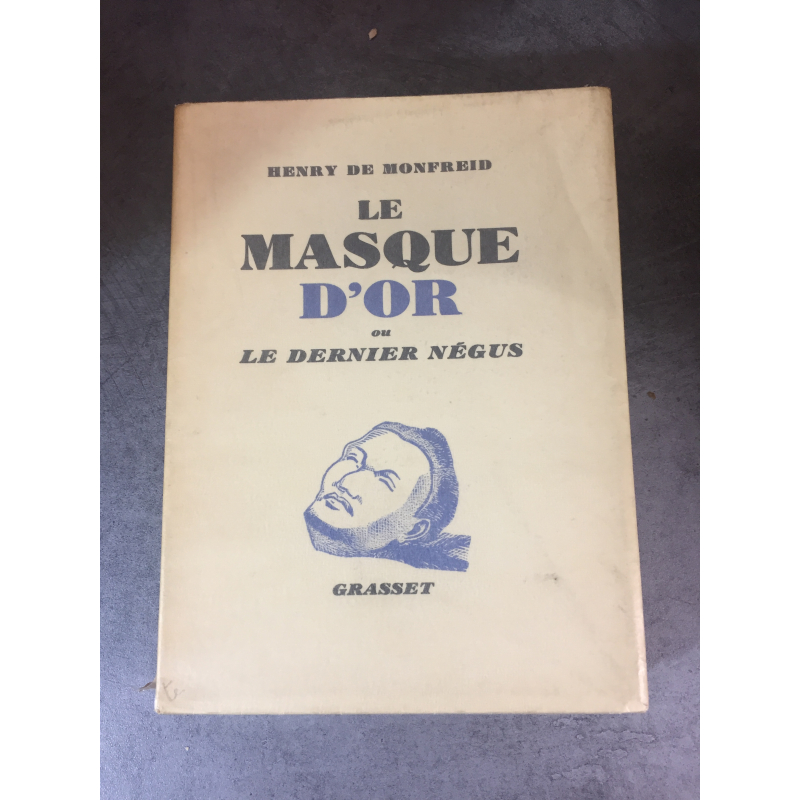 HENRY DE MONFREID
LE
MASQUE
D'OR
ou
LE DERNIER NÉGUS
GRASSET